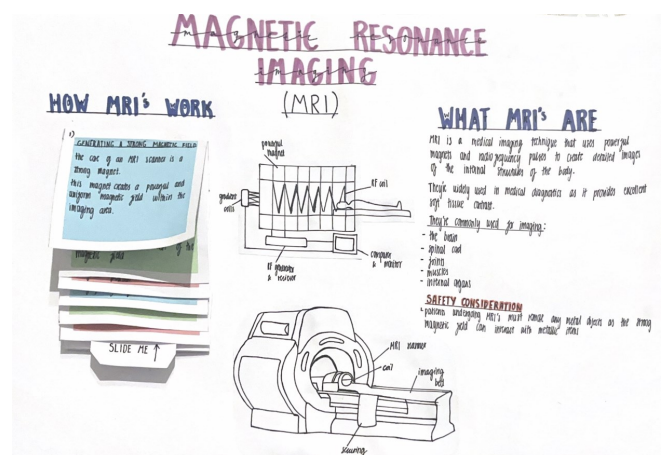 MAGNETIC RESONANCE
IMAGING
(MRI)
HOW MRI's WORK
1)
GENERATING A STRONG MAGNETIC FIELD
the core of an MRI scanner is a
strong magnet.
this magnet creates a powerful and
uniform magnetic field within the
imaging area.
of the
magnetic field
SLIDE ME ↑
powerful
magnet
RF coil
gradient
coils
RF generator
& receiver
computer
& monitor
MRI scanner
coil
imaging
bed
WHAT MRI's ARE
MRI is a medical imaging technique that uses powerful
magnets and radiofrequency pulses to create detailed images
of the internal structures of the body.
They're widely used in medical diagnostics as it provides excellent
soft tissue contrast.
They're commonly used for imaging:
- the brain
- spinal cord
- joints
- muscles
- internal organs
SAFETY CONSIDERATION
patients undergoing MRI's must remove any metal objects as the strong
magnetic field can interact with metallic items